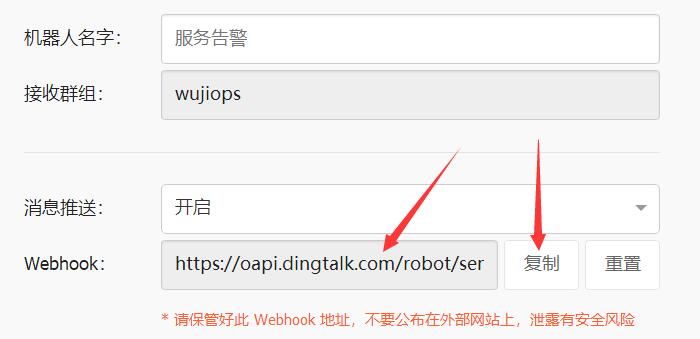 机器人名字： 服务告警
接收群组： wujiops
消息推送： 开启
Webhook： https://oapi.dingtalk.com/robot/ser 复制 重置
* 请保管好此 Webhook 地址，不要公布在外部网站上，泄露有安全风险